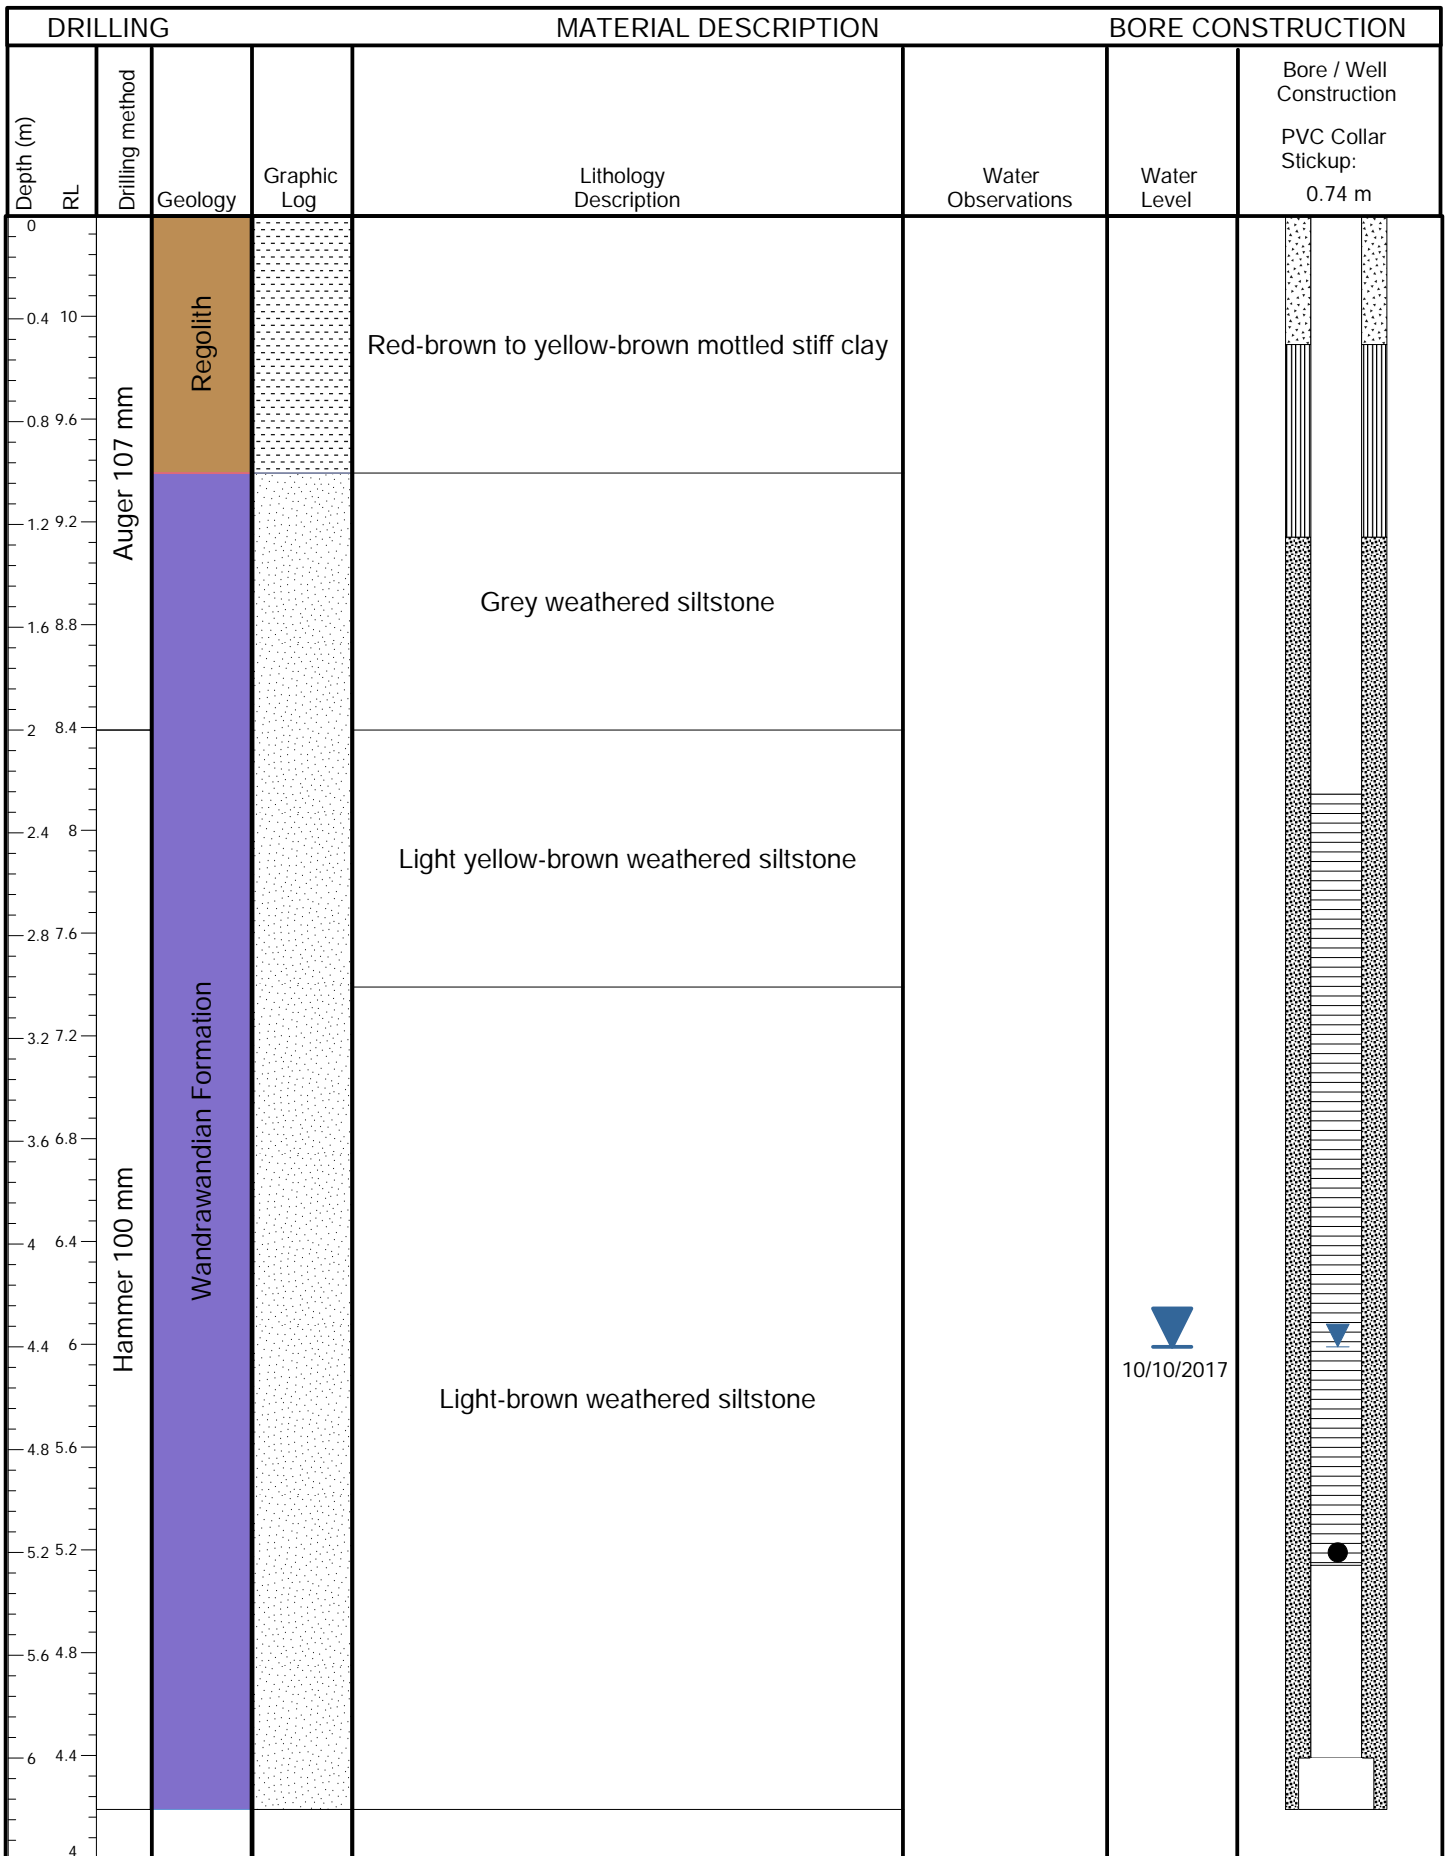 DRILLING MATERIAL DESCRIPTION BORE CONSTRUCTION
Depth (m)
RL
Drilling method
Geology
Graphic
Log
Lithology
Description
Water
Observations
Water
Level
Bore / Well
Construction
PVC Collar
Stickup:
0.74 m
0
0.4 10
0.8 9.6
1.2 9.2
1.6 8.8
2 8.4
2.4 8
2.8 7.6
3.2 7.2
3.6 6.8
4 6.4
4.4 6
4.8 5.6
5.2 5.2
5.6 4.8
6 4.4
4
Auger 107 mm
Hammer 100 mm
Regolith
Wandrawandian Formation
Red-brown to yellow-brown mottled stiff clay
Grey weathered siltstone
Light yellow-brown weathered siltstone
Light-brown weathered siltstone
10/10/2017